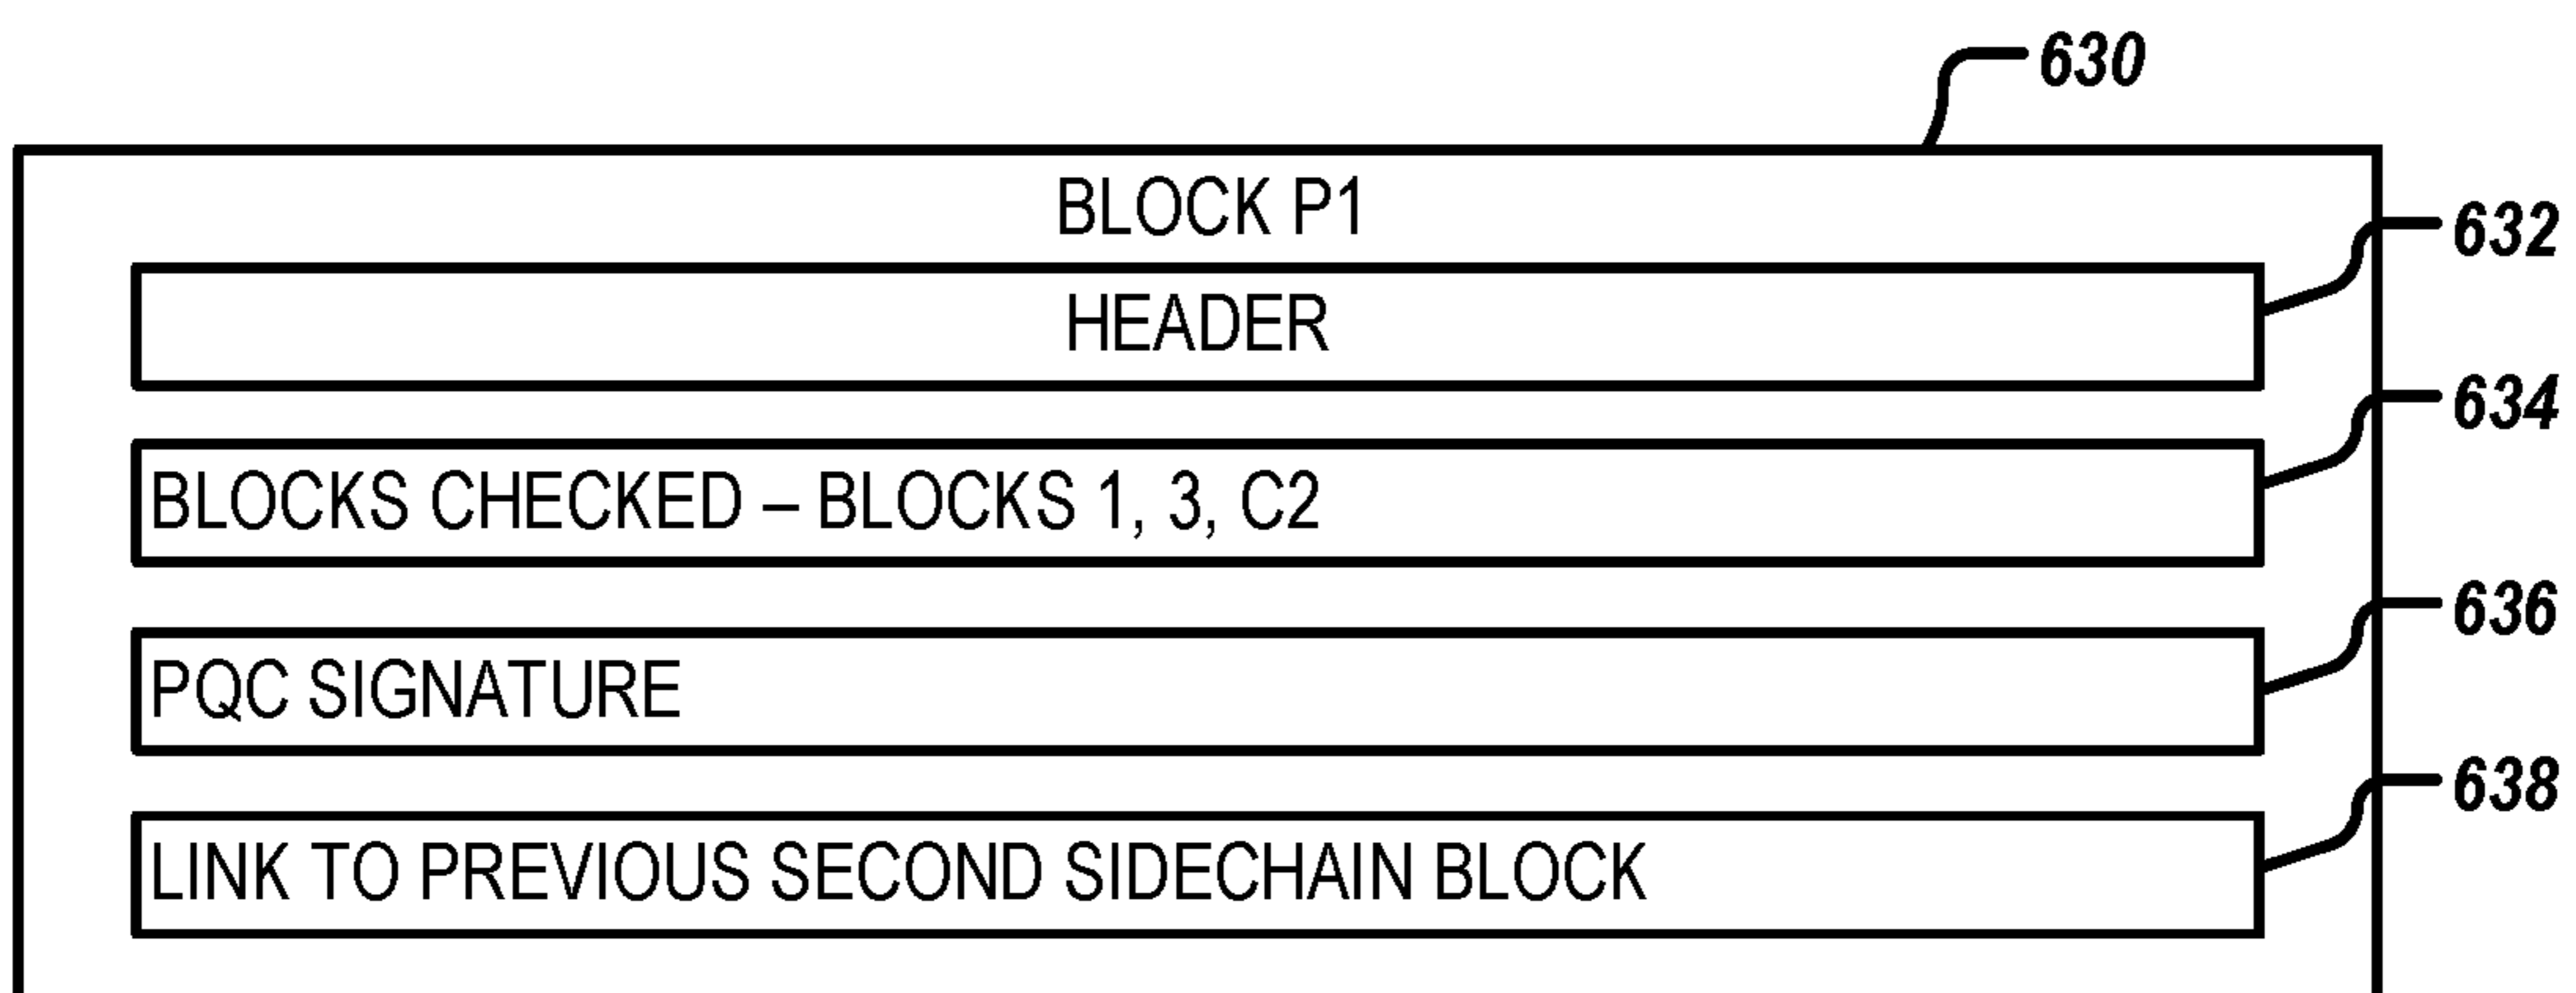 630
BLOCK P1
632
HEADER
634
BLOCKS CHECKED – BLOCKS 1, 3, C2
636
PQC SIGNATURE
638
LINK TO PREVIOUS SECOND SIDECHAIN BLOCK